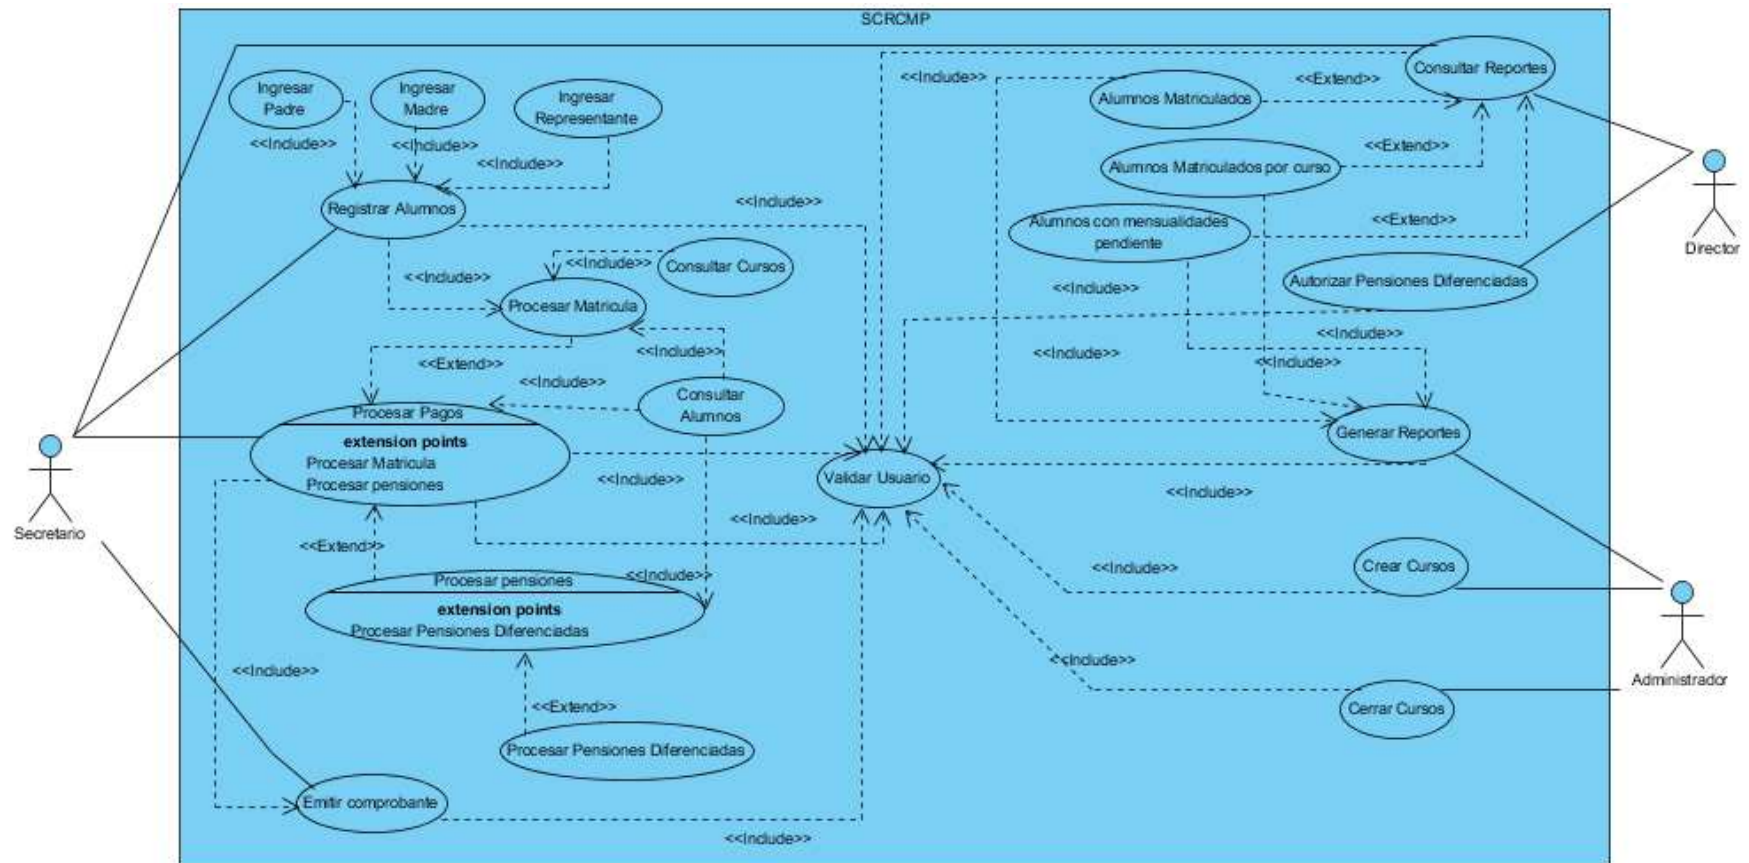 SCRCMP
Ingresar
Padre
Ingresar
Madre
Ingresar
Representante
<<Include>>
<<Include>>
<<Include>>
Registrar Alumnos
<<Include>>
<<Include>>
<<Include>>
Consultar Cursos
Procesar Matricula
<<Extend>>
<<Include>>
<<Include>>
Consultar
Alumnos
Procesar Pagos
extension points
Procesar Matricula
Procesar pensiones
<<Include>>
<<Include>>
<<Extend>>
<<Include>>
Procesar pensiones
extension points
Procesar Pensiones Diferenciadas
<<Include>>
<<Extend>>
Procesar Pensiones Diferenciadas
Emitir comprobante
<<Include>>
Secretario
Validar Usuario
<<Include>>
<<Extend>>
Consultar Reportes
Alumnos Matriculados
<<Extend>>
Alumnos Matriculados por curso
<<Extend>>
Alumnos con mensualidades
pendiente
Director
Autorizar Pensiones Diferenciadas
<<Include>>
<<Include>>
<<Include>>
<<Include>>
Generar Reportes
<<Include>>
<<Include>>
Crear Cursos
<<Include>>
Cerrar Cursos
Administrador